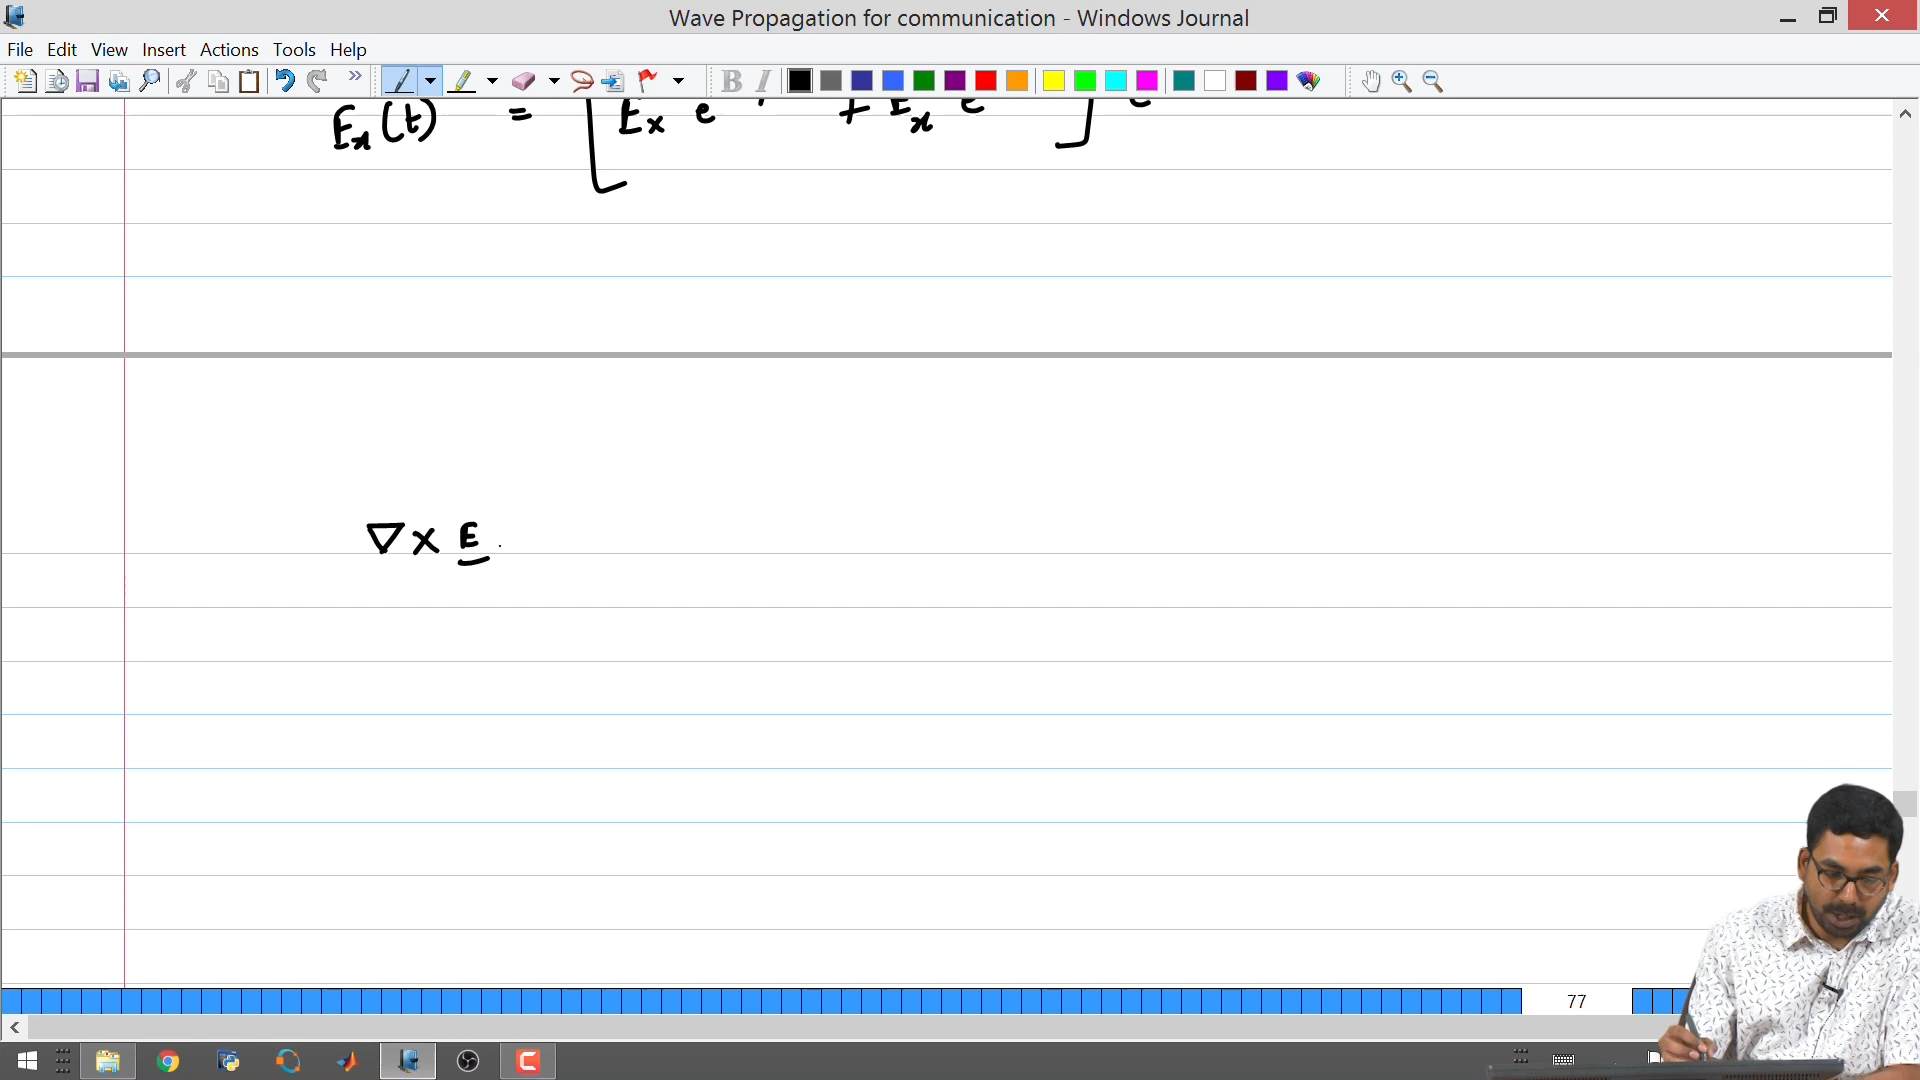 Wave Propagation for communication - Windows Journal
File Edit View Insert Actions Tools Help
B I
Ex(t) = [ Ex e + Ex e ] e
∇ × E
77